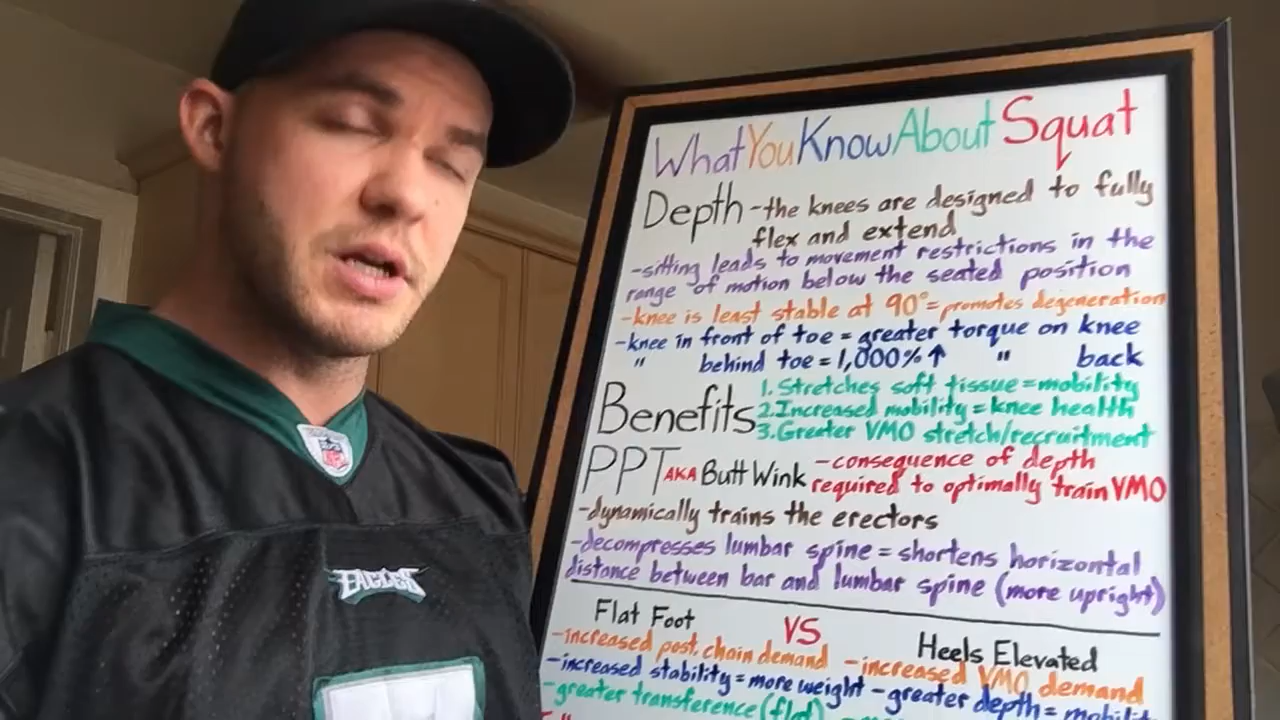 What You Know About Squat
Depth - the knees are designed to fully
flex and extend
- sitting leads to movement restrictions in the
range of motion below the seated position
- knee is least stable at 90° = promotes degeneration
- knee in front of toe = greater torque on knee
" behind toe = 1,000% ↑ " back
Benefits 1. Stretches soft tissue = mobility
2. Increased mobility = knee health
3. Greater VMO stretch/recruitment
PPT AKA Butt Wink - consequence of depth
required to optimally train VMO
- dynamically trains the erectors
- decompresses lumbar spine = shortens horizontal
distance between bar and lumbar spine (more upright)
Flat Foot VS Heels Elevated
- increased post. chain demand - increased VMO demand
- increased stability = more weight - greater depth = mobilit
- greater transference (flat)
EAGLES
NFL